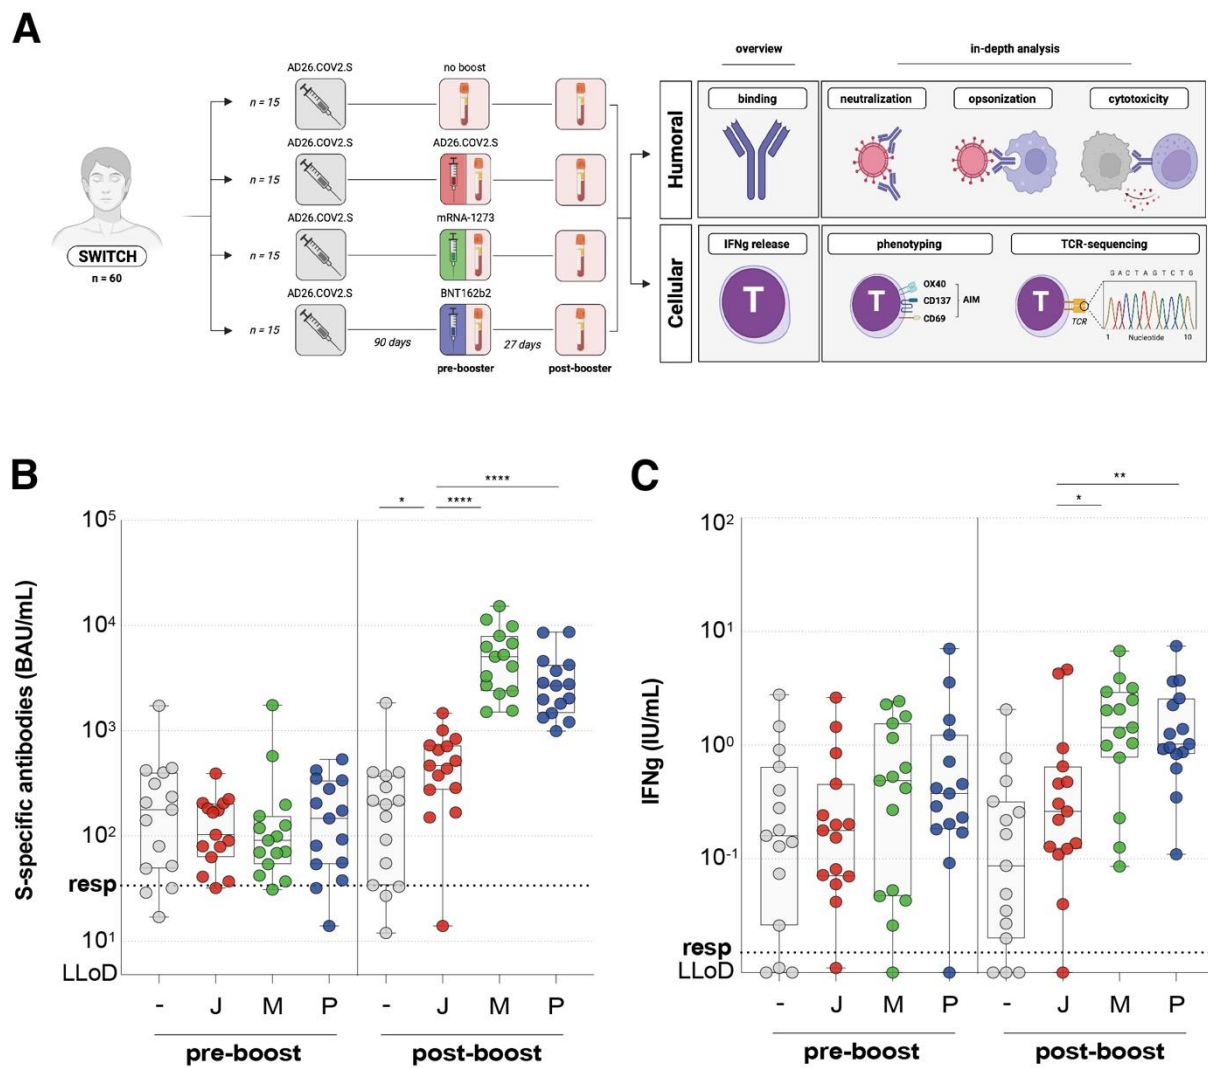 A
overview
in-depth analysis
AD26.COV2.S
no boost
n = 15
binding
neutralization
opsonization
cytotoxicity
Humoral
AD26.COV2.S
AD26.COV2.S
n = 15
AD26.COV2.S
mRNA-1273
n = 15
SWITCH
n = 60
AD26.COV2.S
BNT162b2
n = 15
90 days
27 days
pre-booster
post-booster
Cellular
IFNg release
phenotyping
TCR-sequencing
T
T
OX40
CD137
CD69
AIM
T
TCR
G A C T A G T C T G
1
Nucleotide
10
B
S-specific antibodies (BAU/mL)
*
****
****
10⁵
10⁴
10³
10²
resp
10¹
LLoD
- J M P - J M P
pre-boost
post-boost
C
IFNg (IU/mL)
**
*
10²
10¹
10⁰
10⁻¹
resp
LLoD
- J M P - J M P
pre-boost
post-boost